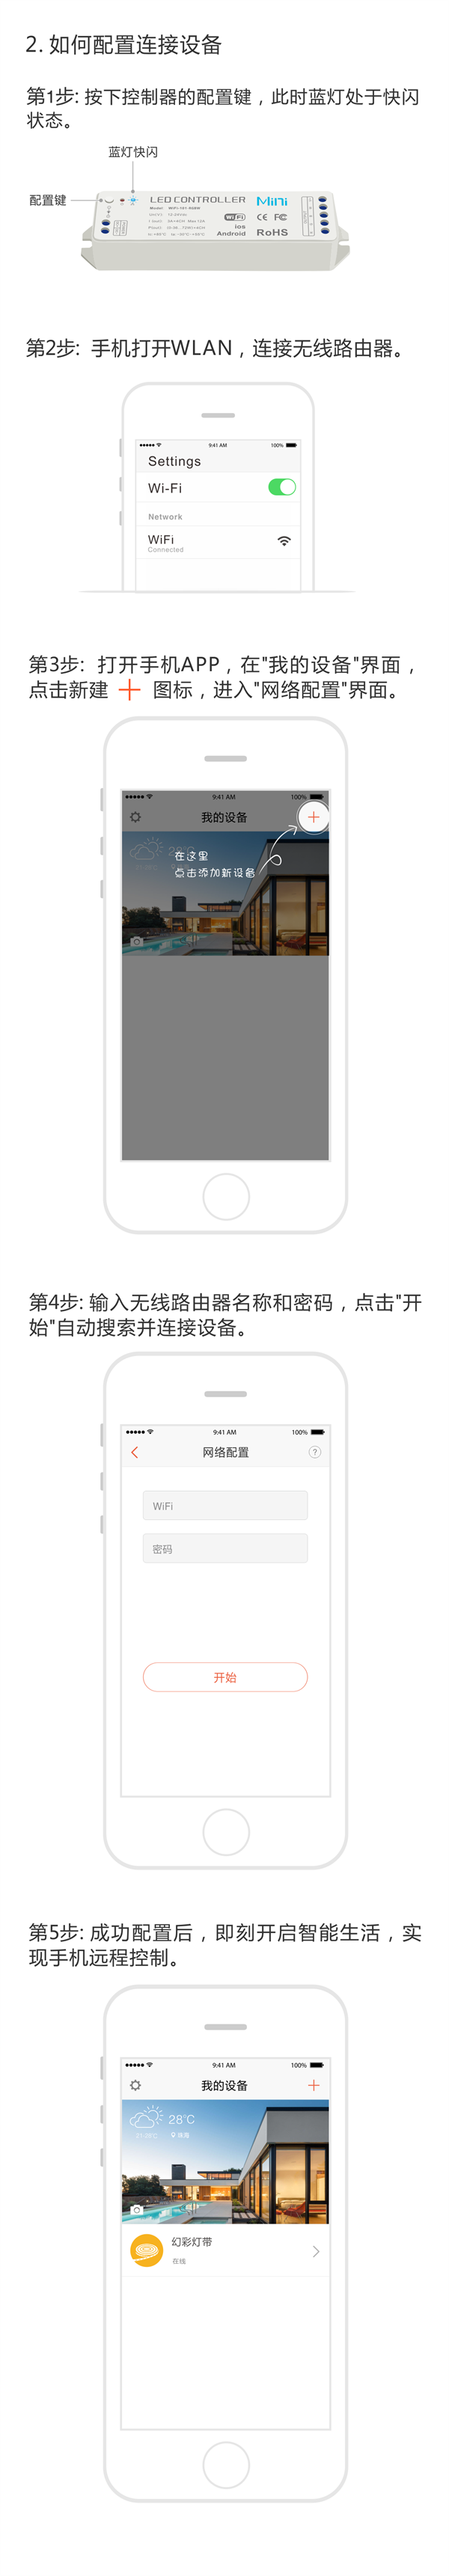 2. 如何配置连接设备
第1步: 按下控制器的配置键，此时蓝灯处于快闪
状态。
蓝灯快闪
配置键
LED CONTROLLER
Mini
WiFi
CE FC
ios
Android
RoHS
第2步: 手机打开WLAN，连接无线路由器。
9:41 AM
100%
Settings
Wi-Fi
Network
WiFi
Connected
第3步: 打开手机APP，在"我的设备"界面，
点击新建 + 图标，进入"网络配置"界面。
9:41 AM
100%
我的设备
+
28°C
在这里
点击添加新设备
第4步: 输入无线路由器名称和密码，点击"开
始"自动搜索并连接设备。
9:41 AM
100%
网络配置
?
WiFi
密码
开始
第5步: 成功配置后，即刻开启智能生活，实
现手机远程控制。
9:41 AM
100%
我的设备
+
28°C
幻彩灯带
在线